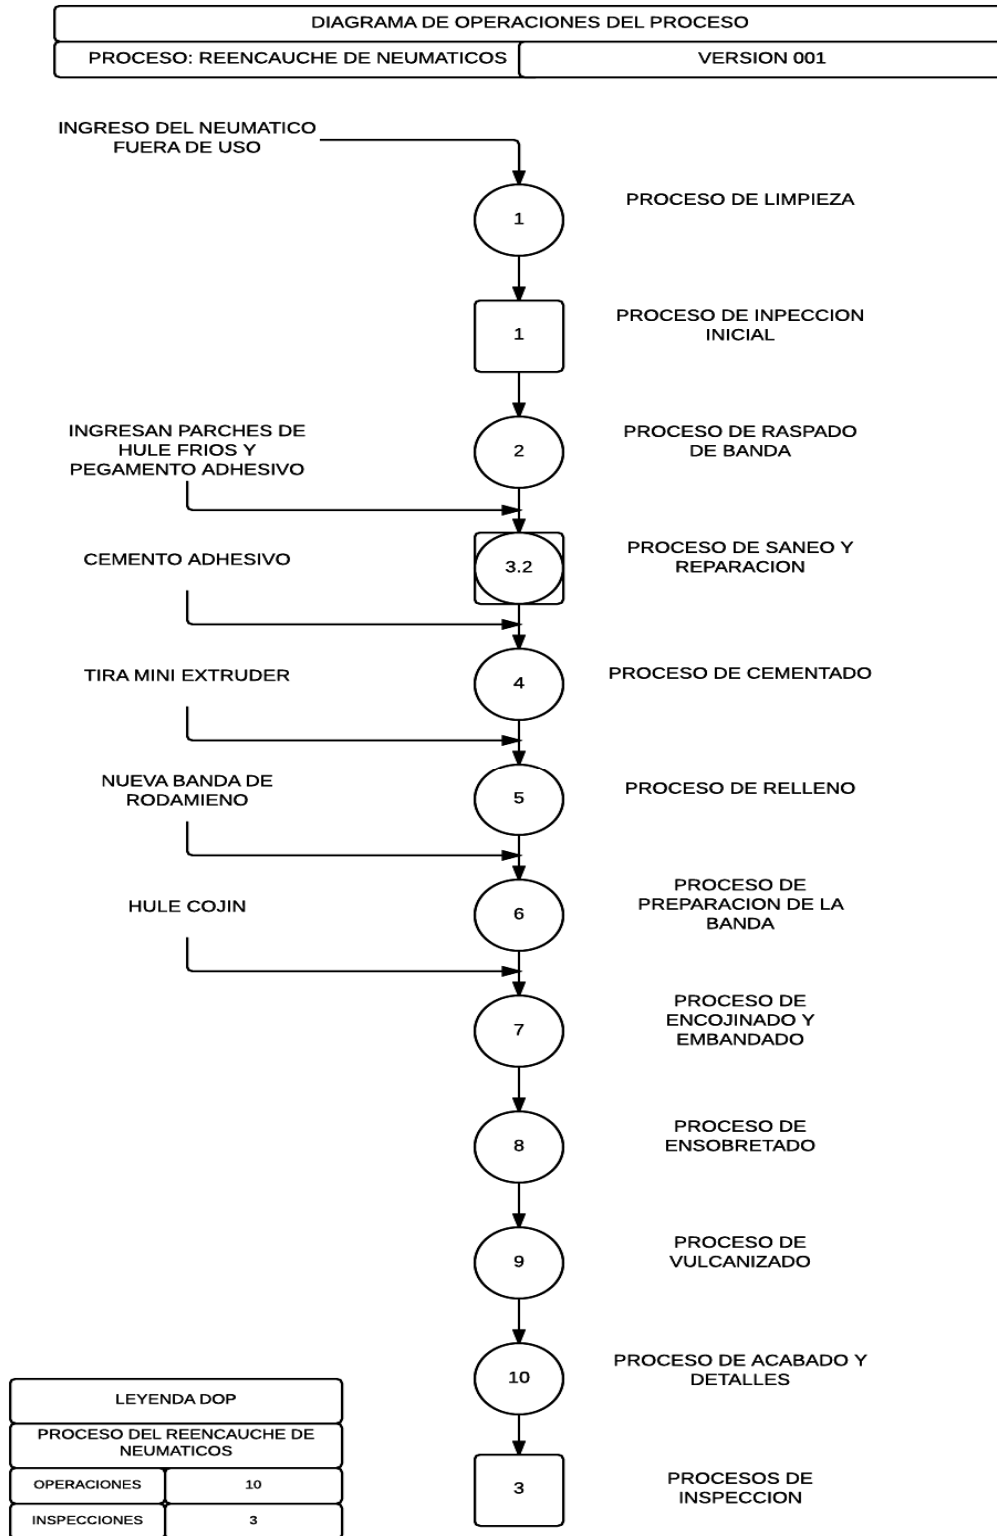 DIAGRAMA DE OPERACIONES DEL PROCESO
PROCESO: REENCAUCHE DE NEUMATICOS
VERSION 001
INGRESO DEL NEUMATICO
FUERA DE USO
1
PROCESO DE LIMPIEZA
1
PROCESO DE INPECCION
INICIAL
INGRESAN PARCHES DE
HULE FRIOS Y
PEGAMENTO ADHESIVO
2
PROCESO DE RASPADO
DE BANDA
CEMENTO ADHESIVO
3.2
PROCESO DE SANEO Y
REPARACION
TIRA MINI EXTRUDER
4
PROCESO DE CEMENTADO
NUEVA BANDA DE
RODAMIENO
5
PROCESO DE RELLENO
HULE COJIN
6
PROCESO DE
PREPARACION DE LA
BANDA
7
PROCESO DE
ENCOJINADO Y
EMBANDADO
8
PROCESO DE
ENSOBRETADO
9
PROCESO DE
VULCANIZADO
10
PROCESO DE ACABADO Y
DETALLES
3
PROCESOS DE
INSPECCION
LEYENDA DOP
PROCESO DEL REENCAUCHE DE
NEUMATICOS
OPERACIONES 10
INSPECCIONES 3